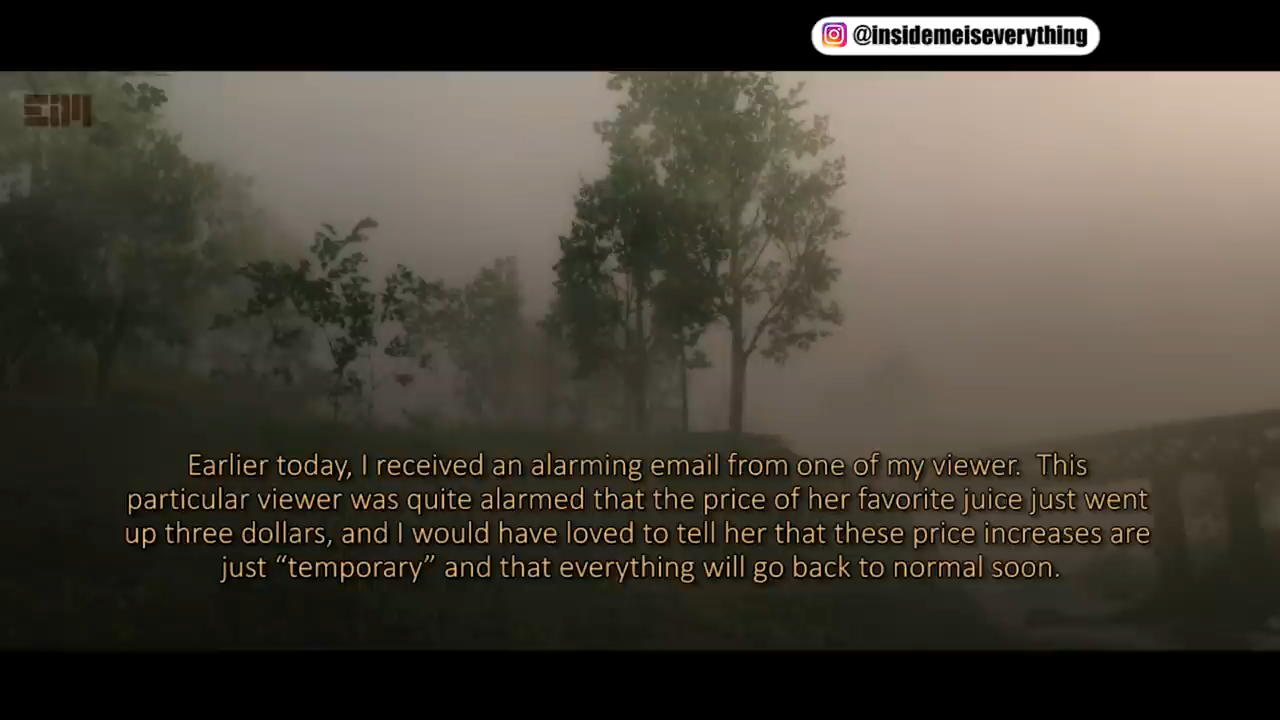 @insidemeiseverything
EiM
Earlier today, I received an alarming email from one of my viewer.  This
particular viewer was quite alarmed that the price of her favorite juice just went
up three dollars, and I would have loved to tell her that these price increases are
just “temporary” and that everything will go back to normal soon.